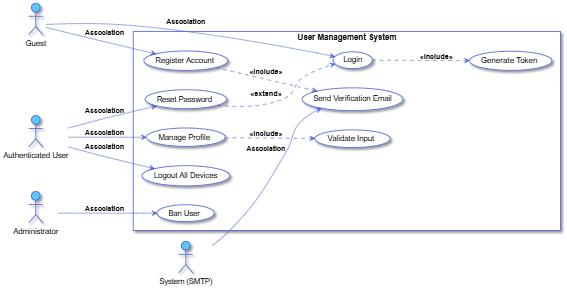 Association
Guest
Association
User Management System
Register Account
«include»
Login
«include»
Generate Token
Reset Password
«extend»
Send Verification Email
Association
Authenticated User
Association
Manage Profile
«include»
Validate Input
Association
Association
Logout All Devices
Administrator
Association
Ban User
System (SMTP)